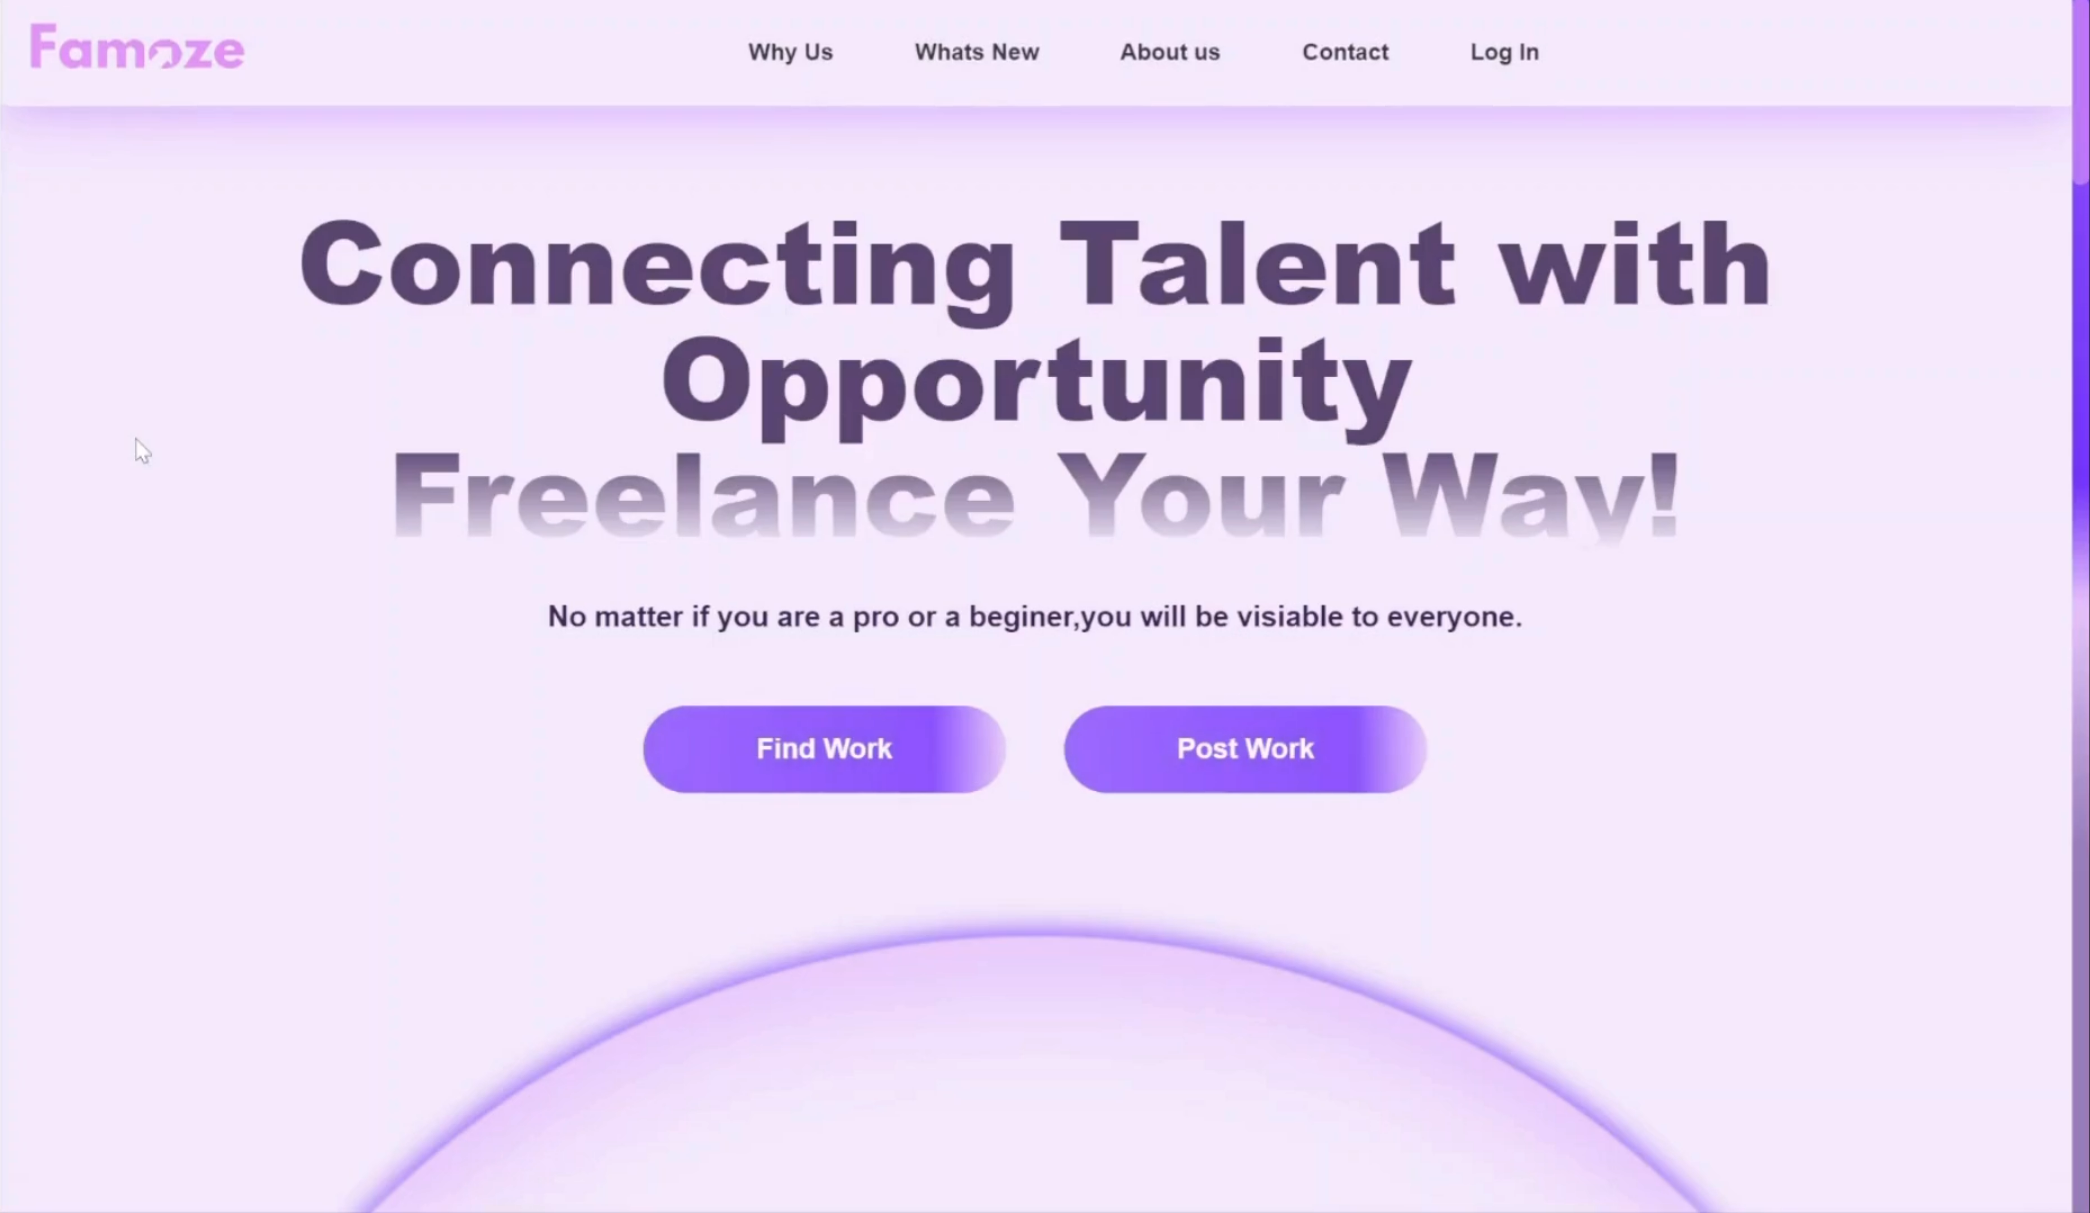 Famoze
Why Us
Whats New
About us
Contact
Log In
Connecting Talent with
Opportunity
Freelance Your Way!
No matter if you are a pro or a beginer,you will be visiable to everyone.
Find Work
Post Work